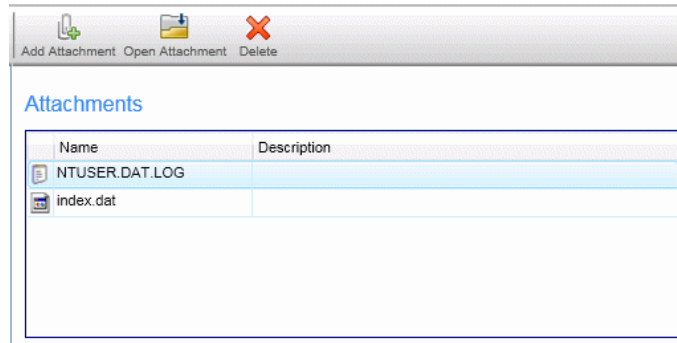 Add Attachment Open Attachment Delete
Attachments
Name Description
NTUSER.DAT.LOG
index.dat